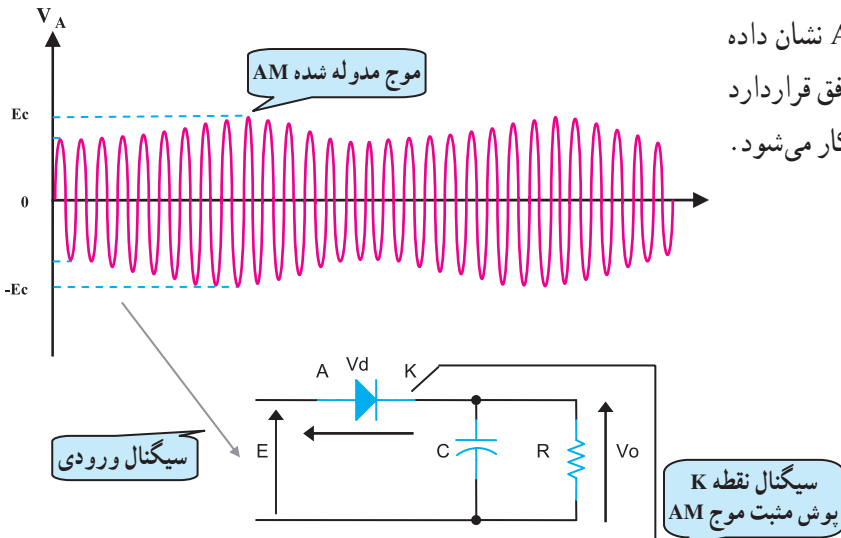 A نشان داده
فق قراردارد
کار می‌شود.
V A
موج مدوله شده AM
Ec
0
-Ec
A
Vd
K
سیگنال ورودی
E
C
R
Vo
سیگنال نقطه K
پوش مثبت موج AM